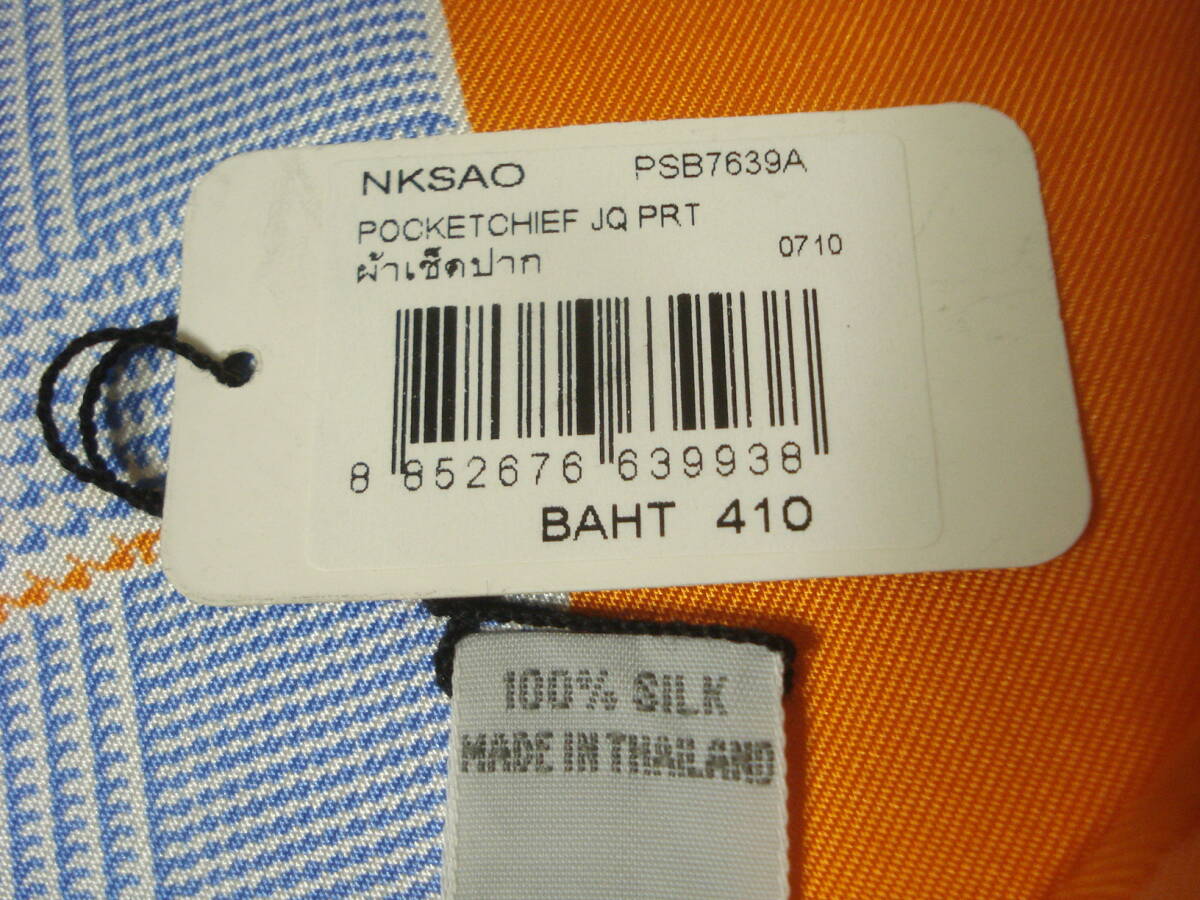 NKSAO PSB7639A
POCKETCHIEF JQ PRT
ผ้าเช็ดปาก 0710
8 852676 639938
BAHT 410
100% SILK
MADE IN THAILAND